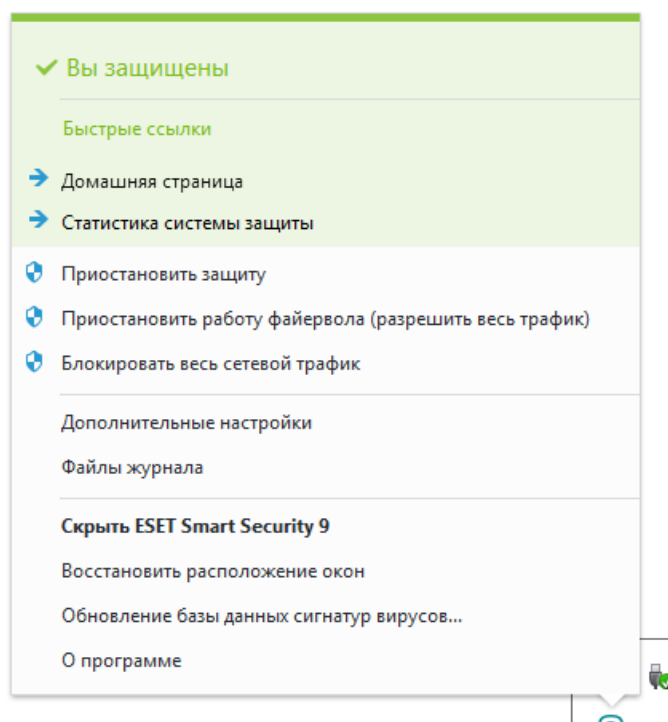 Вы защищены
Быстрые ссылки
Домашняя страница
Статистика системы защиты
Приостановить защиту
Приостановить работу файервола (разрешить весь трафик)
Блокировать весь сетевой трафик
Дополнительные настройки
Файлы журнала
Скрыть ESET Smart Security 9
Восстановить расположение окон
Обновление базы данных сигнатур вирусов...
О программе